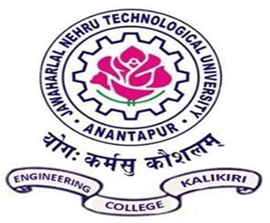 JAWAHARLAL NEHRU TECHNOLOGICAL UNIVERSITY
· ANANTAPUR ·
योगः कर्मसु कौशलम्
ENGINEERING
COLLEGE
KALIKIRI